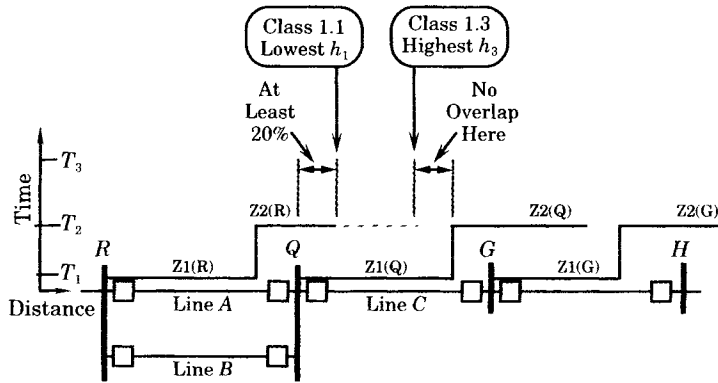 Class 1.1
Lowest h₁
Class 1.3
Highest h₃
At
Least
20%
No
Overlap
Here
Time
T₃
T₂
T₁
Z2(R)
Z2(Q)
Z2(G)
R
Q
G
H
Z1(R)
Z1(Q)
Z1(G)
Distance
Line A
Line C
Line B